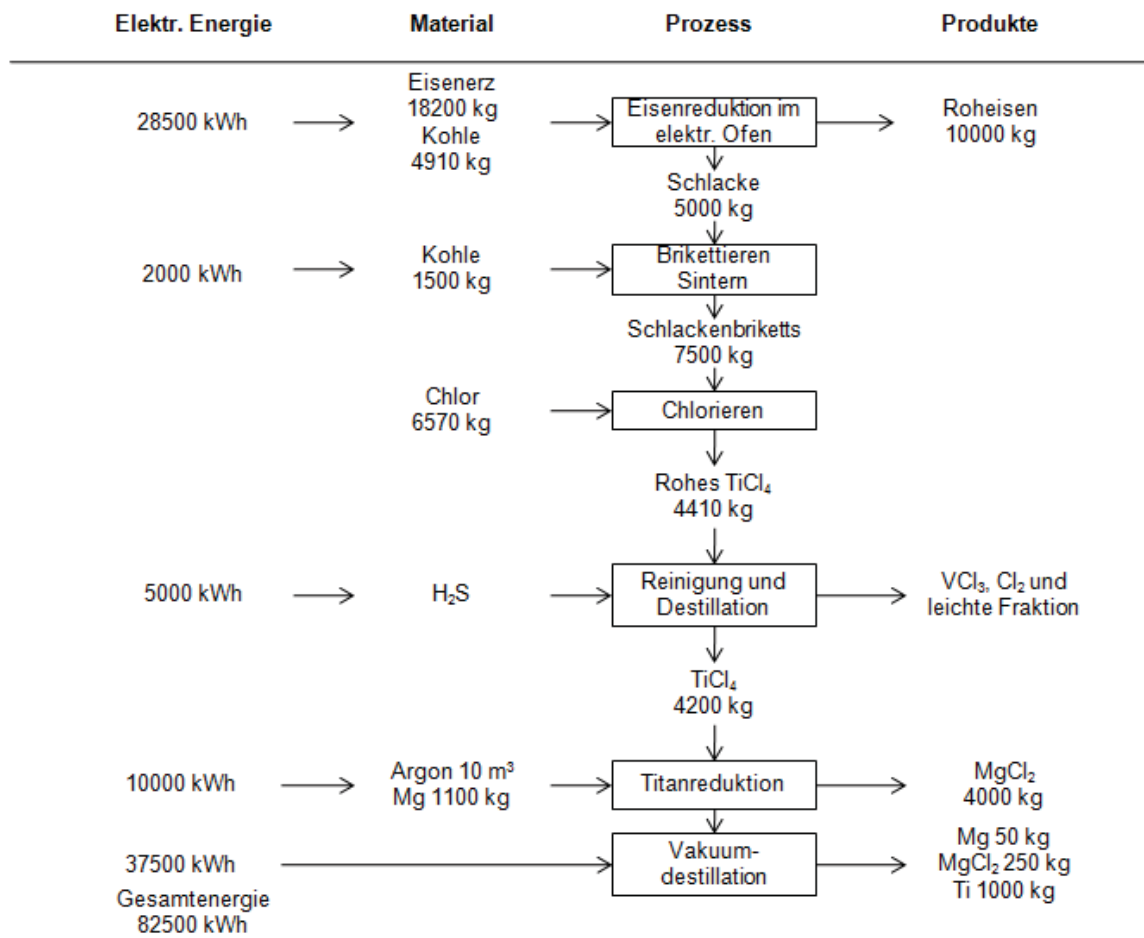 Elektr. Energie Material Prozess Produkte
28500 kWh
Eisenerz
18200 kg
Kohle
4910 kg
Eisenreduktion im
elektr. Ofen
Roheisen
10000 kg
Schlacke
5000 kg
2000 kWh
Kohle
1500 kg
Brikettieren
Sintern
Schlackenbriketts
7500 kg
Chlor
6570 kg
Chlorieren
Rohes TiCl₄
4410 kg
5000 kWh
H₂S
Reinigung und
Destillation
VCl₃, Cl₂ und
leichte Fraktion
TiCl₄
4200 kg
10000 kWh
Argon 10 m³
Mg 1100 kg
Titanreduktion
MgCl₂
4000 kg
37500 kWh
Vakuum-
destillation
Mg 50 kg
MgCl₂ 250 kg
Ti 1000 kg
Gesamtenergie
82500 kWh